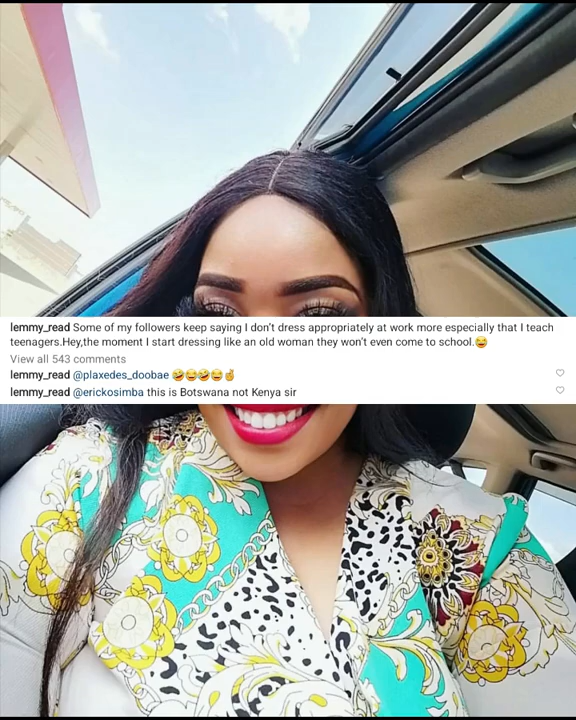 lemmy_read Some of my followers keep saying I don't dress appropriately at work more especially that I teach
teenagers.Hey,the moment I start dressing like an old woman they won't even come to school.😂
View all 543 comments
lemmy_read @plaxedes_doobae 🤣😂🤣😂✌️
lemmy_read @erickosimba this is Botswana not Kenya sir